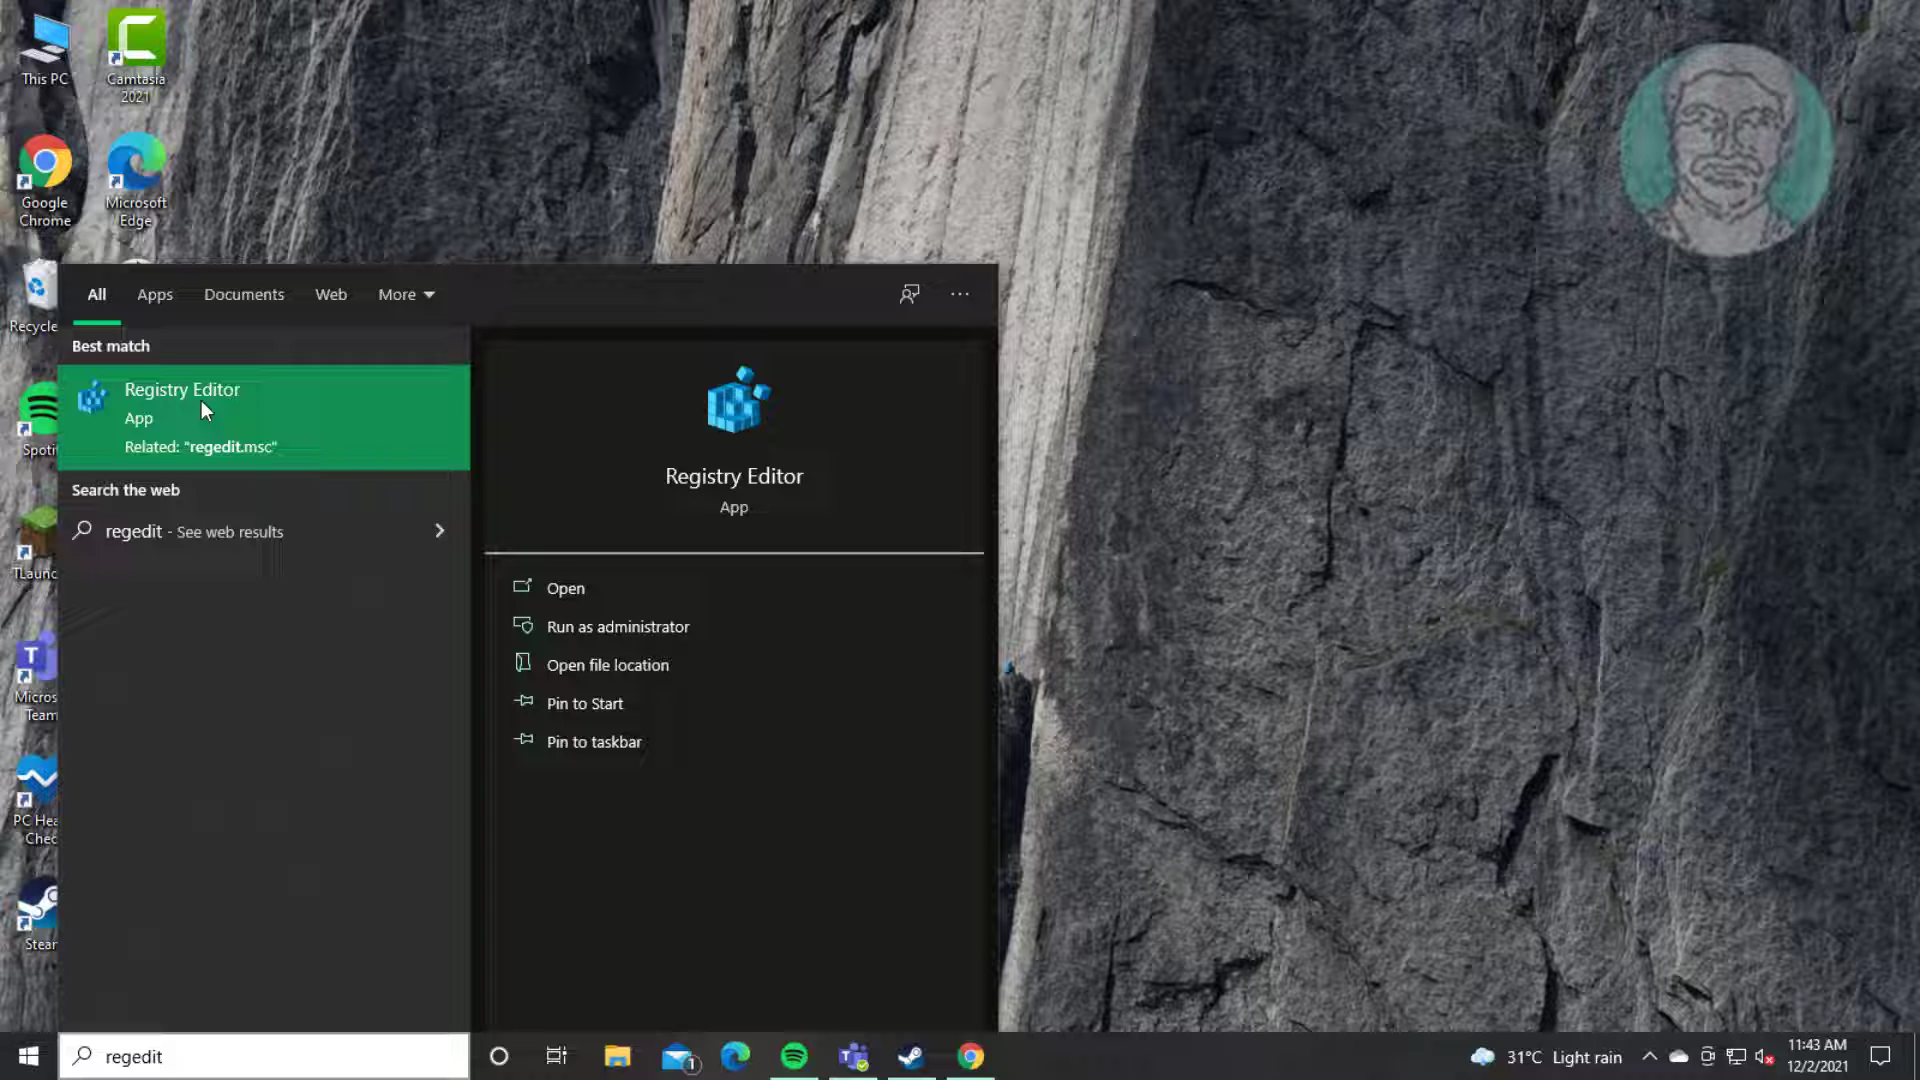 This PC
Camtasia
2021
Google
Chrome
Microsoft
Edge
Recycle
Spoti
TLaunc
Micros
Team
PC Hea
Chec
Stear
All
Apps
Documents
Web
More
Best match
Registry Editor
App
Related: "regedit.msc"
Search the web
regedit - See web results
Registry Editor
App
Open
Run as administrator
Open file location
Pin to Start
Pin to taskbar
regedit
1
31°C Light rain
11:43 AM
12/2/2021